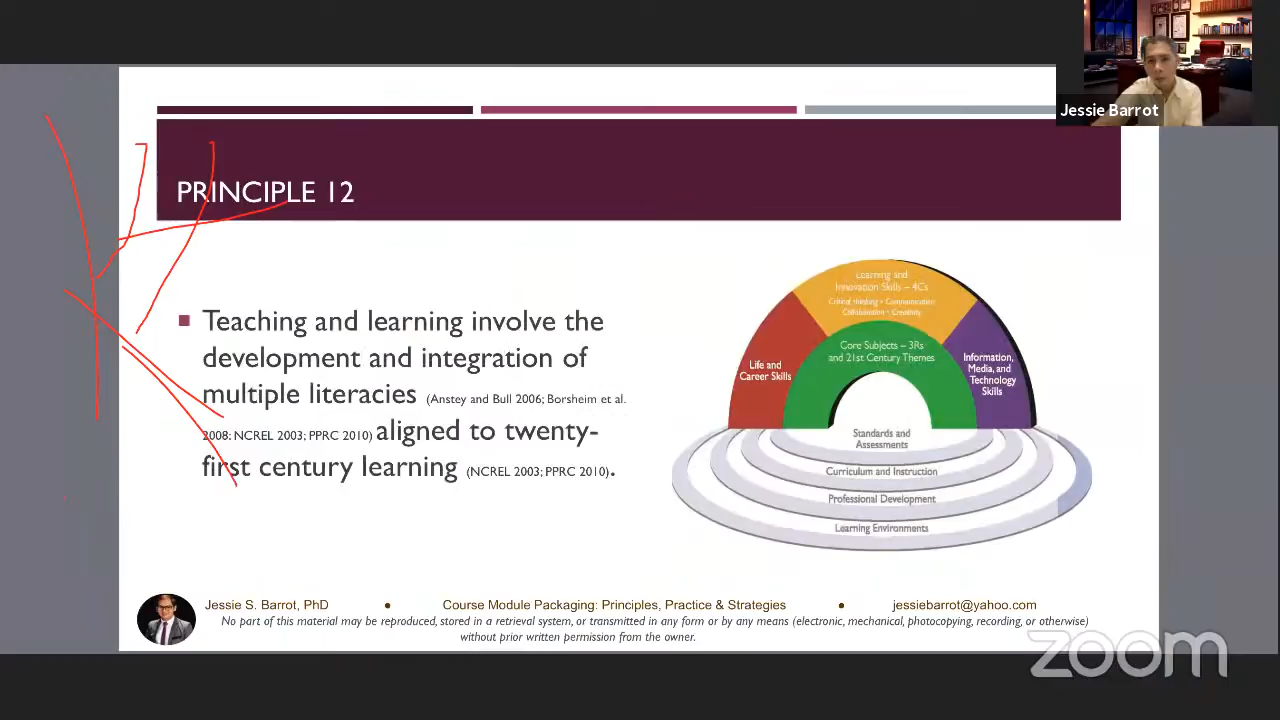 Jessie Barrot
PRINCIPLE 12
Teaching and learning involve the
development and integration of
multiple literacies (Anstey and Bull 2006; Borsheim et al.
2008: NCREL 2003; PPRC 2010) aligned to twenty-
first century learning (NCREL 2003; PPRC 2010).
Learning and
Innovation Skills – 4Cs
Critical thinking • Communication
Collaboration • Creativity
Core Subjects – 3Rs
and 21st Century Themes
Life and
Career Skills
Information,
Media, and
Technology
Skills
Standards and
Assessments
Curriculum and Instruction
Professional Development
Learning Environments
Jessie S. Barrot, PhD • Course Module Packaging: Principles, Practice & Strategies • jessiebarrot@yahoo.com
No part of this material may be reproduced, stored in a retrieval system, or transmitted in any form or by any means (electronic, mechanical, photocopying, recording, or otherwise)
without prior written permission from the owner.
zoom